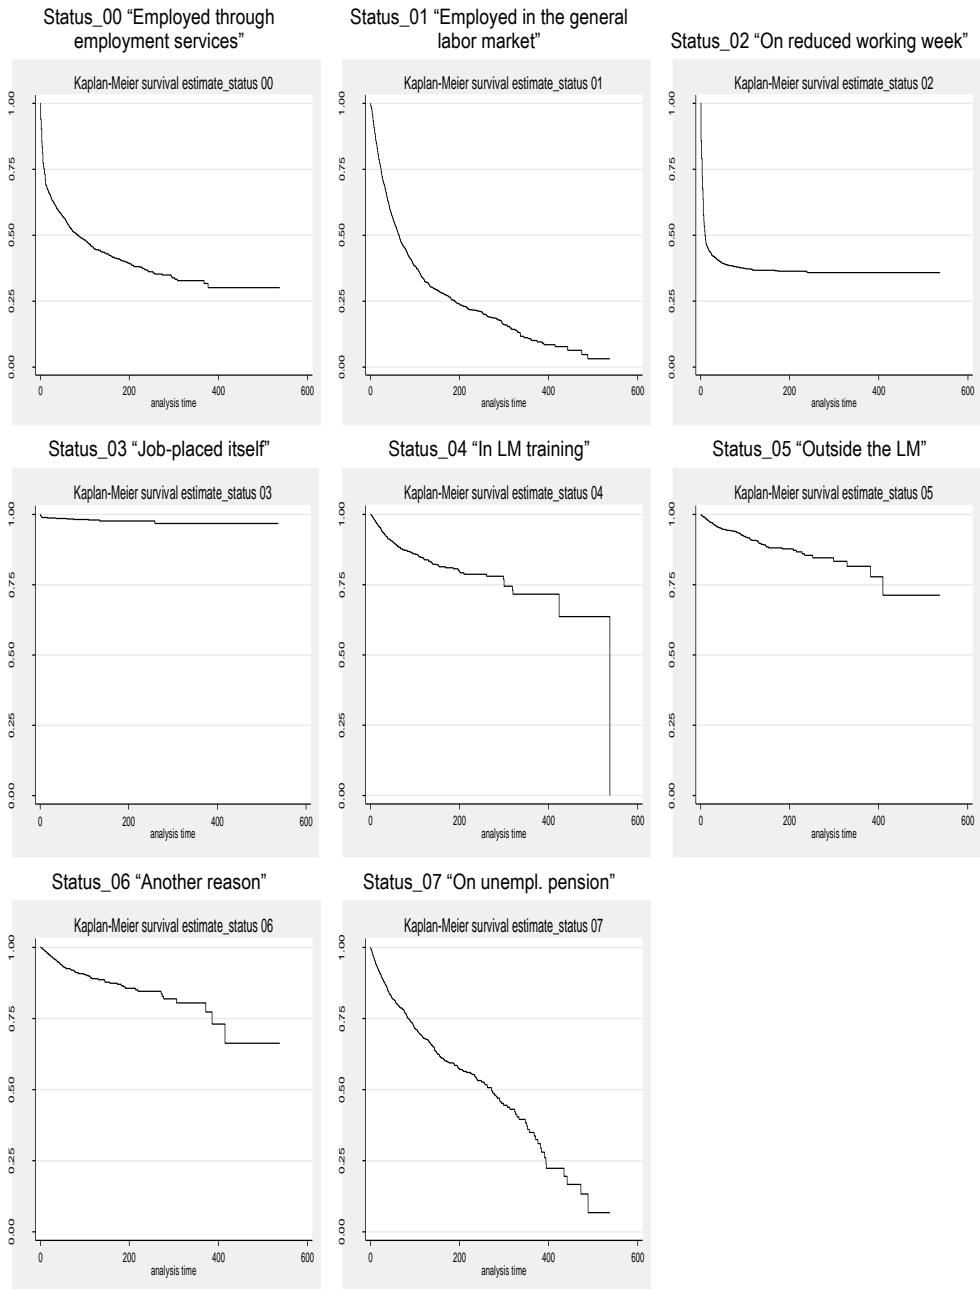 Status_00 “Employed through
employment services”
Status_01 “Employed in the general
labor market”
Status_02 “On reduced working week”
Kaplan-Meier survival estimate_status 00
1.00
0.75
0.50
0.25
0.00
0 200 400 600
analysis time
Kaplan-Meier survival estimate_status 01
1.00
0.75
0.50
0.25
0.00
0 200 400 600
analysis time
Kaplan-Meier survival estimate_status 02
1.00
0.75
0.50
0.25
0.00
0 200 400 600
analysis time
Status_03 “Job-placed itself”
Status_04 “In LM training”
Status_05 “Outside the LM”
Kaplan-Meier survival estimate_status 03
1.00
0.75
0.50
0.25
0.00
0 200 400 600
analysis time
Kaplan-Meier survival estimate_status 04
1.00
0.75
0.50
0.25
0.00
0 200 400 600
analysis time
Kaplan-Meier survival estimate_status 05
1.00
0.75
0.50
0.25
0.00
0 200 400 600
analysis time
Status_06 “Another reason”
Status_07 “On unempl. pension”
Kaplan-Meier survival estimate_status 06
1.00
0.75
0.50
0.25
0.00
0 200 400 600
analysis time
Kaplan-Meier survival estimate_status 07
1.00
0.75
0.50
0.25
0.00
0 200 400 600
analysis time